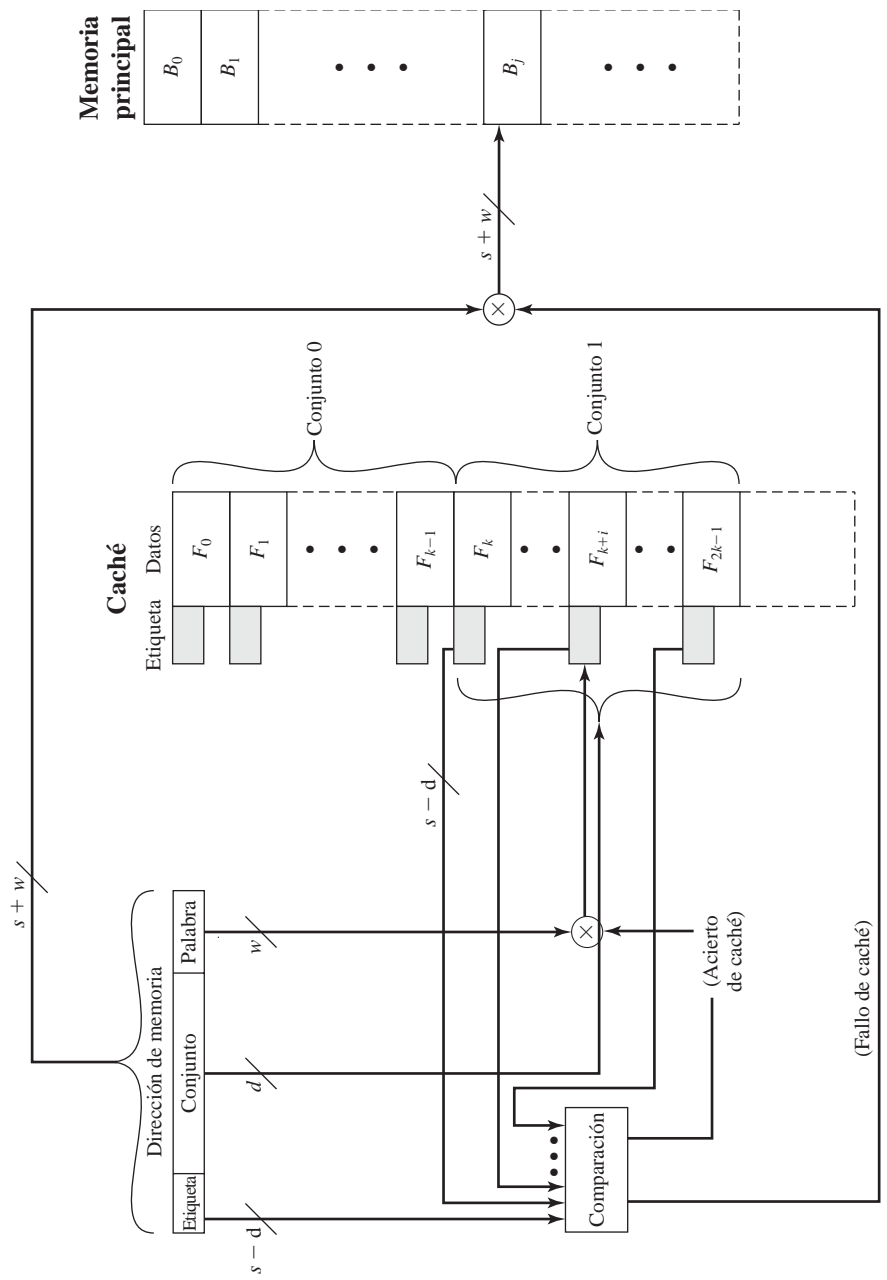 s + w
Dirección de memoria
Etiqueta Conjunto Palabra
s − d
d
w
Comparación
(Acierto
de caché)
(Fallo de caché)
s − d
Caché
Etiqueta Datos
F0
F1
Fk−1
Fk
Fk+i
F2k−1
Conjunto 0
Conjunto 1
×
×
s + w
Memoria
principal
B0
B1
Bj